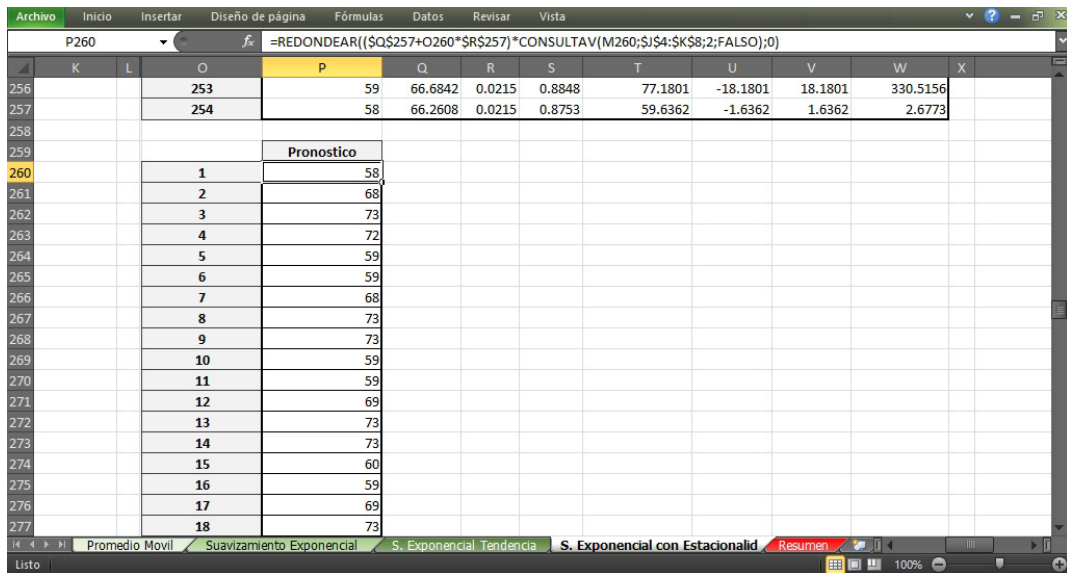 Archivo Inicio Insertar Diseño de página Fórmulas Datos Revisar Vista
P260 fx =REDONDEAR(($Q$257+O260*$R$257)*CONSULTAV(M260;$J$4:$K$8;2;FALSO);0)
K L O P Q R S T U V W X
256 253 59 66.6842 0.0215 0.8848 77.1801 -18.1801 18.1801 330.5156
257 254 58 66.2608 0.0215 0.8753 59.6362 -1.6362 1.6362 2.6773
258
259 Pronostico
260 1 58
261 2 68
262 3 73
263 4 72
264 5 59
265 6 59
266 7 68
267 8 73
268 9 73
269 10 59
270 11 59
271 12 69
272 13 73
273 14 73
274 15 60
275 16 59
276 17 69
277 18 73
Promedio Movil Suavizamiento Exponencial S. Exponencial Tendencia S. Exponencial con Estacionalid Resumen
Listo 100%